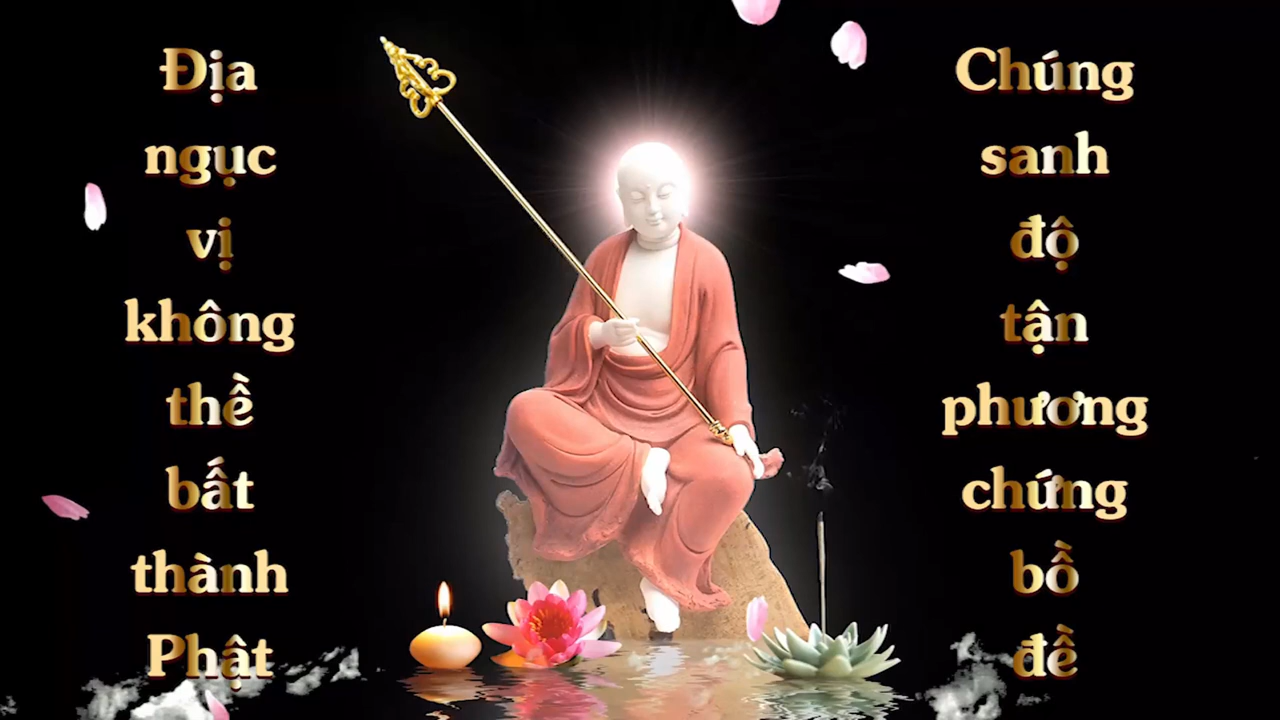 Địa
ngục
vị
không
thề
bất
thành
Phật
Chúng
sanh
độ
tận
phương
chứng
bồ
đề